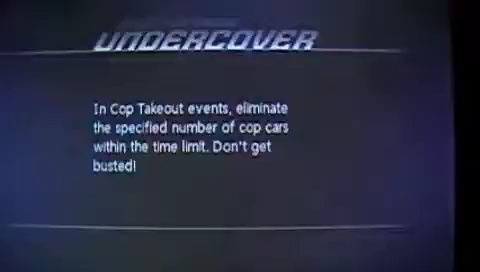 UNDERCOVER
In Cop Takeout events, eliminate
the specified number of cop cars
within the time limit. Don't get
busted!